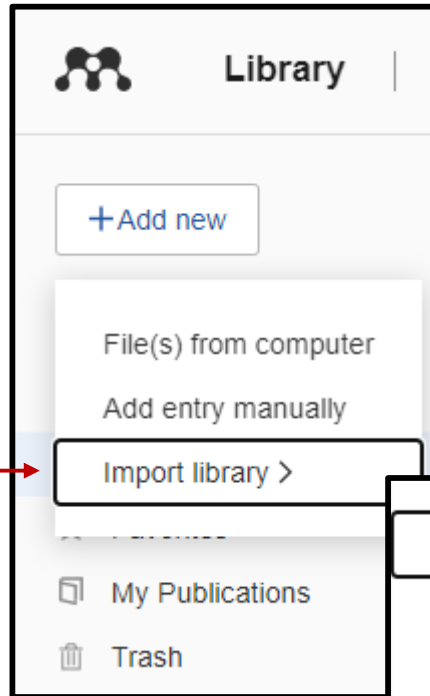 Library
+Add new
File(s) from computer
Add entry manually
Import library >
My Publications
Trash